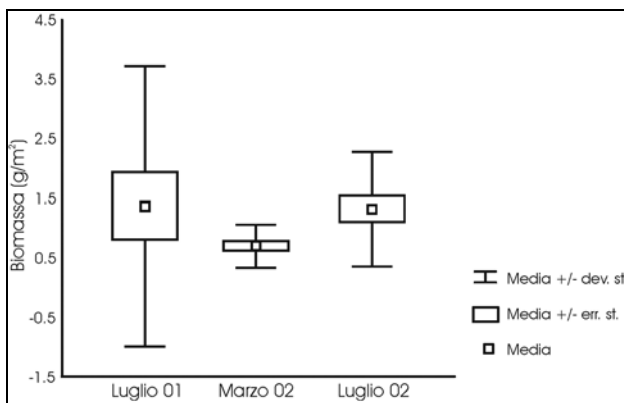 4.5
3.5
2.5
1.5
0.5
-0.5
-1.5
Biomassa (g/m²)
Luglio 01 Marzo 02 Luglio 02
Media +/- dev. st
Media +/- err. st.
Media